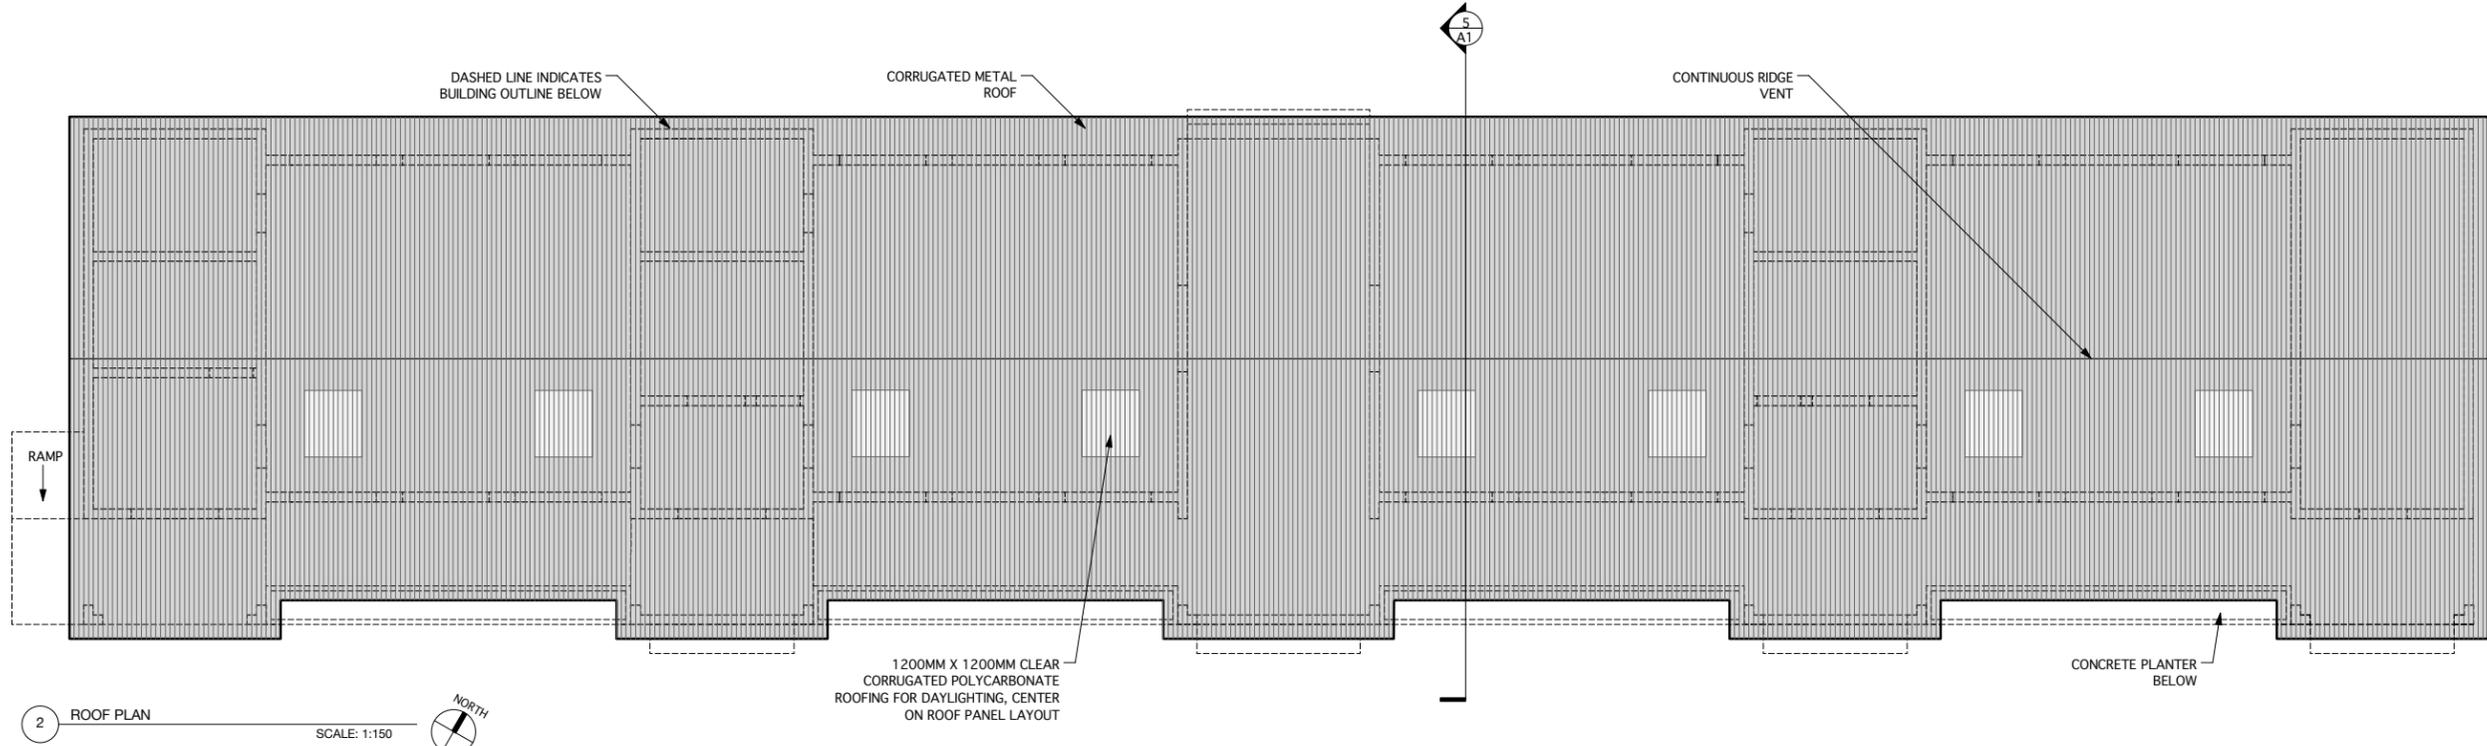 5
A1
DASHED LINE INDICATES
BUILDING OUTLINE BELOW
CORRUGATED METAL
ROOF
CONTINUOUS RIDGE
VENT
RAMP
1200MM X 1200MM CLEAR
CORRUGATED POLYCARBONATE
ROOFING FOR DAYLIGHTING, CENTER
ON ROOF PANEL LAYOUT
CONCRETE PLANTER
BELOW
2
ROOF PLAN
SCALE: 1:150
NORTH